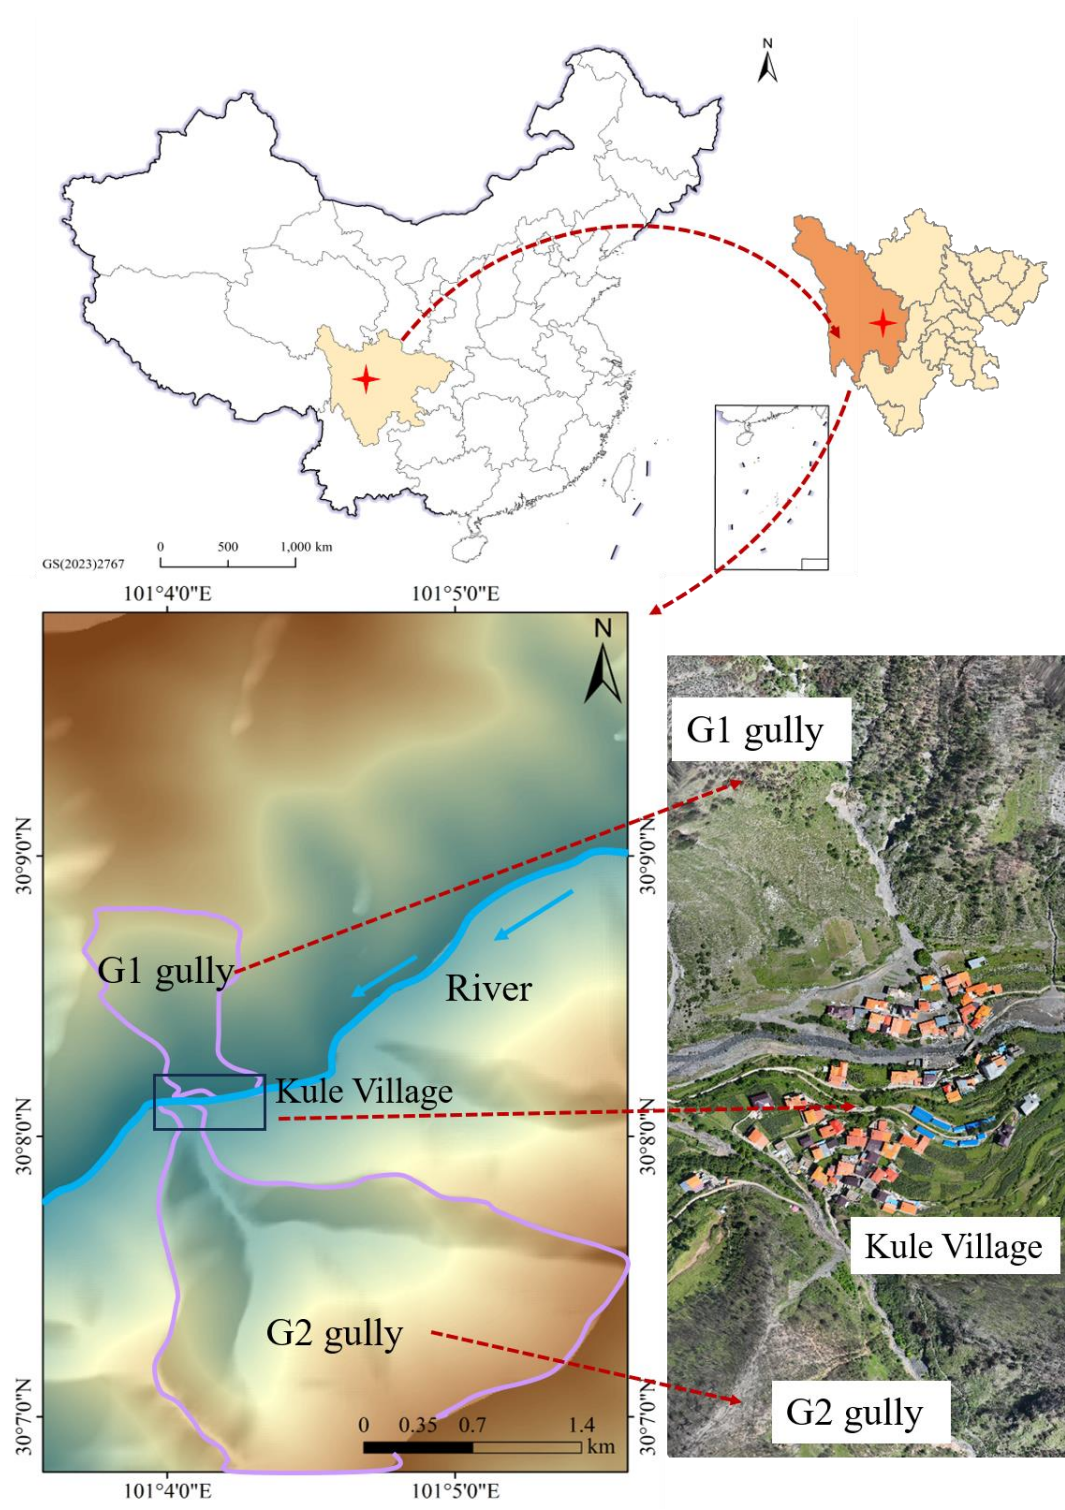 N
0 500 1,000 km
GS(2023)2767
101°4'0"E 101°5'0"E
N
30°9'0"N 30°9'0"N
G1 gully
River
Kule Village
30°8'0"N 30°8'0"N
G2 gully
0 0.35 0.7 1.4
km
30°7'0"N 30°7'0"N
101°4'0"E 101°5'0"E
G1 gully
Kule Village
G2 gully